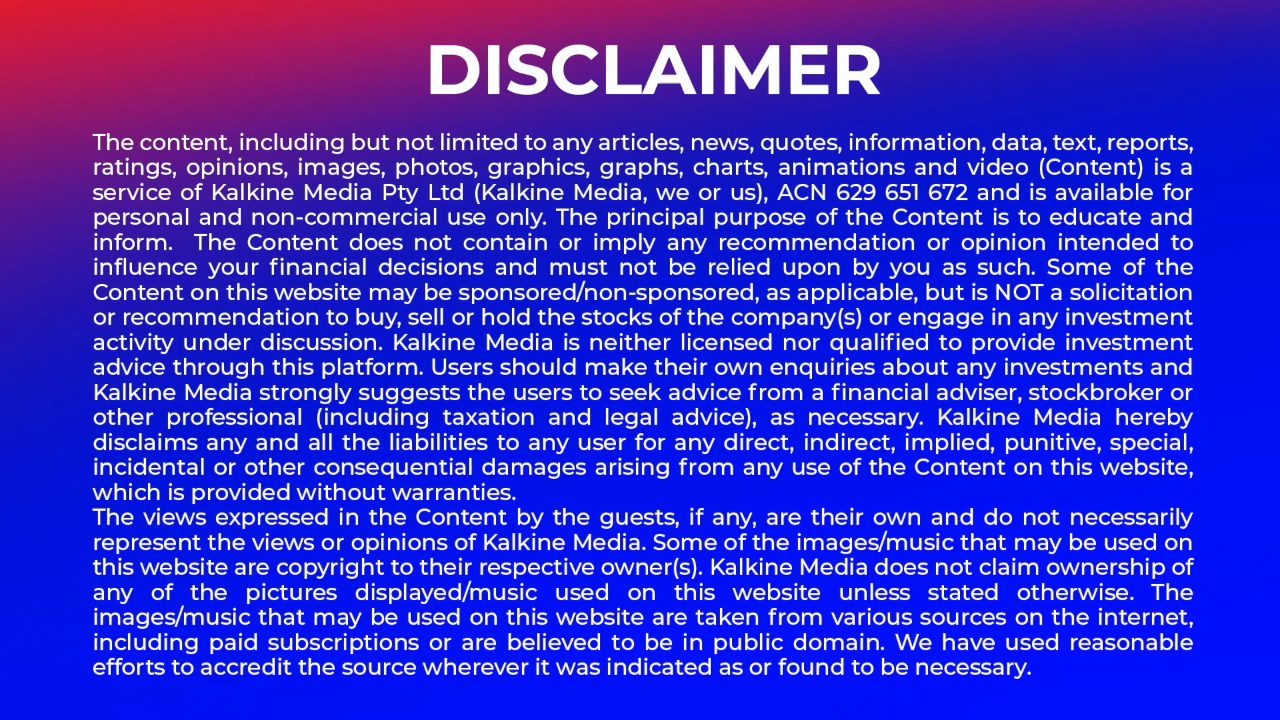 DISCLAIMER
The content, including but not limited to any articles, news, quotes, information, data, text, reports,
ratings, opinions, images, photos, graphics, graphs, charts, animations and video (Content) is a
service of Kalkine Media Pty Ltd (Kalkine Media, we or us), ACN 629 651 672 and is available for
personal and non-commercial use only. The principal purpose of the Content is to educate and
inform.  The Content does not contain or imply any recommendation or opinion intended to
influence your financial decisions and must not be relied upon by you as such. Some of the
Content on this website may be sponsored/non-sponsored, as applicable, but is NOT a solicitation
or recommendation to buy, sell or hold the stocks of the company(s) or engage in any investment
activity under discussion. Kalkine Media is neither licensed nor qualified to provide investment
advice through this platform. Users should make their own enquiries about any investments and
Kalkine Media strongly suggests the users to seek advice from a financial adviser, stockbroker or
other professional (including taxation and legal advice), as necessary. Kalkine Media hereby
disclaims any and all the liabilities to any user for any direct, indirect, implied, punitive, special,
incidental or other consequential damages arising from any use of the Content on this website,
which is provided without warranties.
The views expressed in the Content by the guests, if any, are their own and do not necessarily
represent the views or opinions of Kalkine Media. Some of the images/music that may be used on
this website are copyright to their respective owner(s). Kalkine Media does not claim ownership of
any of the pictures displayed/music used on this website unless stated otherwise. The
images/music that may be used on this website are taken from various sources on the internet,
including paid subscriptions or are believed to be in public domain. We have used reasonable
efforts to accredit the source wherever it was indicated as or found to be necessary.